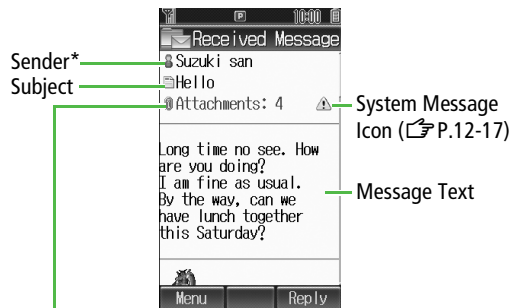 10:00
Received Message
Sender*
Suzuki san
Subject
Hello
Attachments: 4
System Message
Icon (☞P.12-17)
Long time no see. How
are you doing?
I am fine as usual.
By the way, can we
have lunch together
this Saturday?
Message Text
Menu
Reply